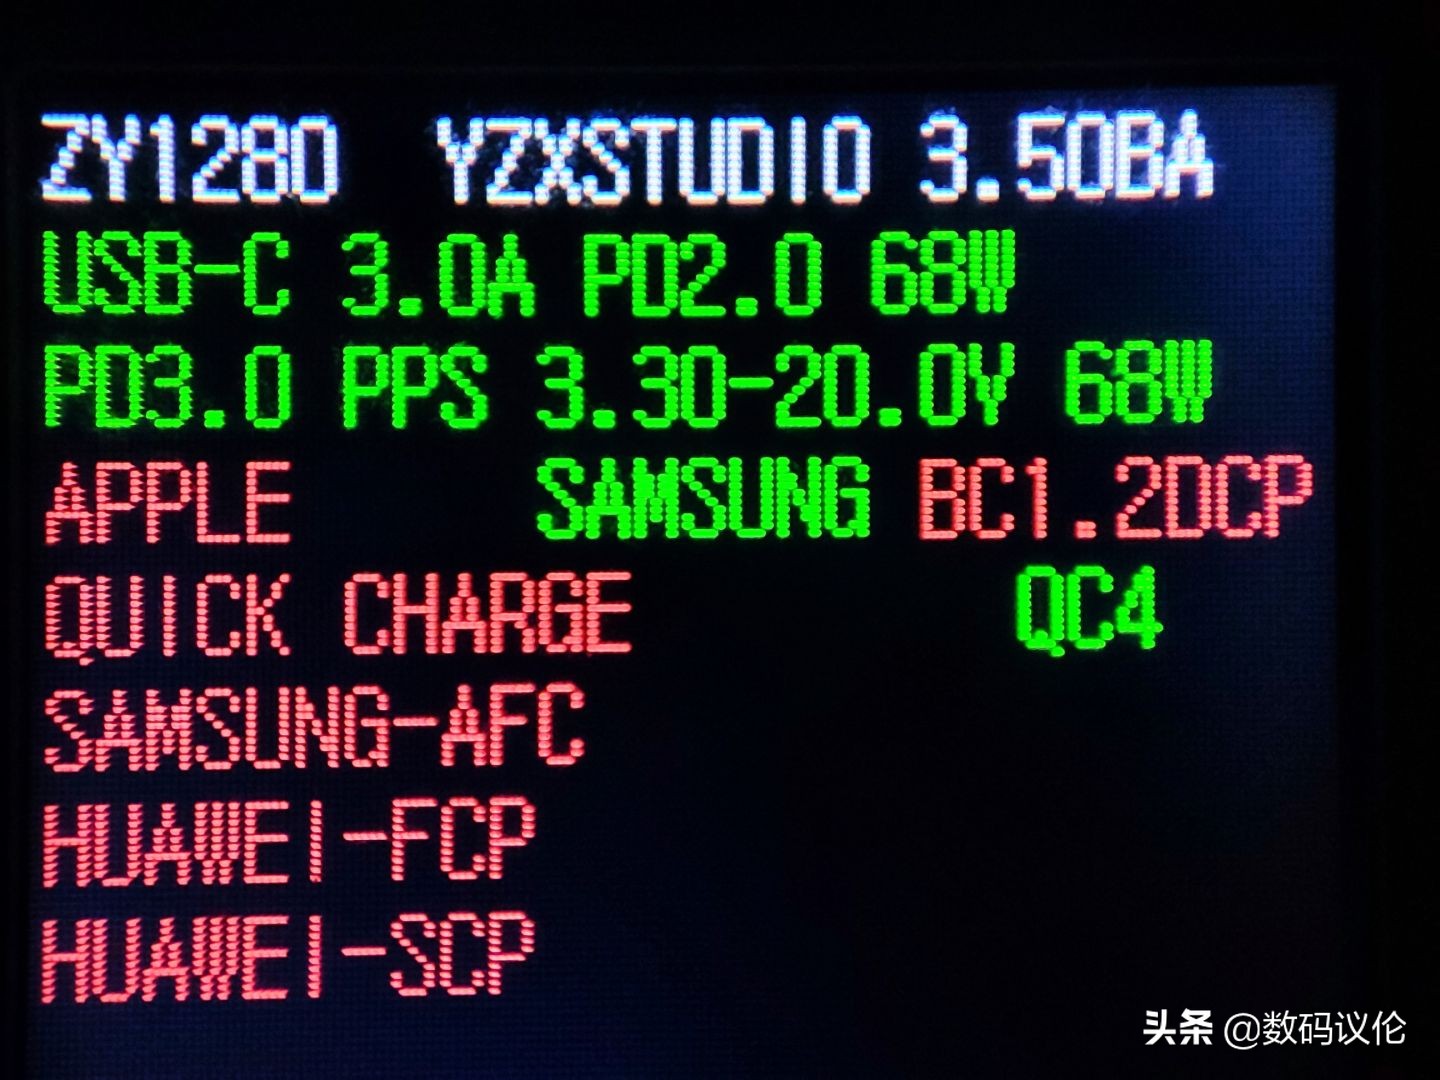 ZY1280 YZXSTUDIO 3.50BA
USB-C 3.0A PD2.0 68W
PD3.0 PPS 3.30-20.0V 68W
APPLE SAMSUNG BC1.2DCP
QUICK CHARGE QC4
SAMSUNG-AFC
HUAWEI-FCP
HUAWEI-SCP
头条 @数码议伦